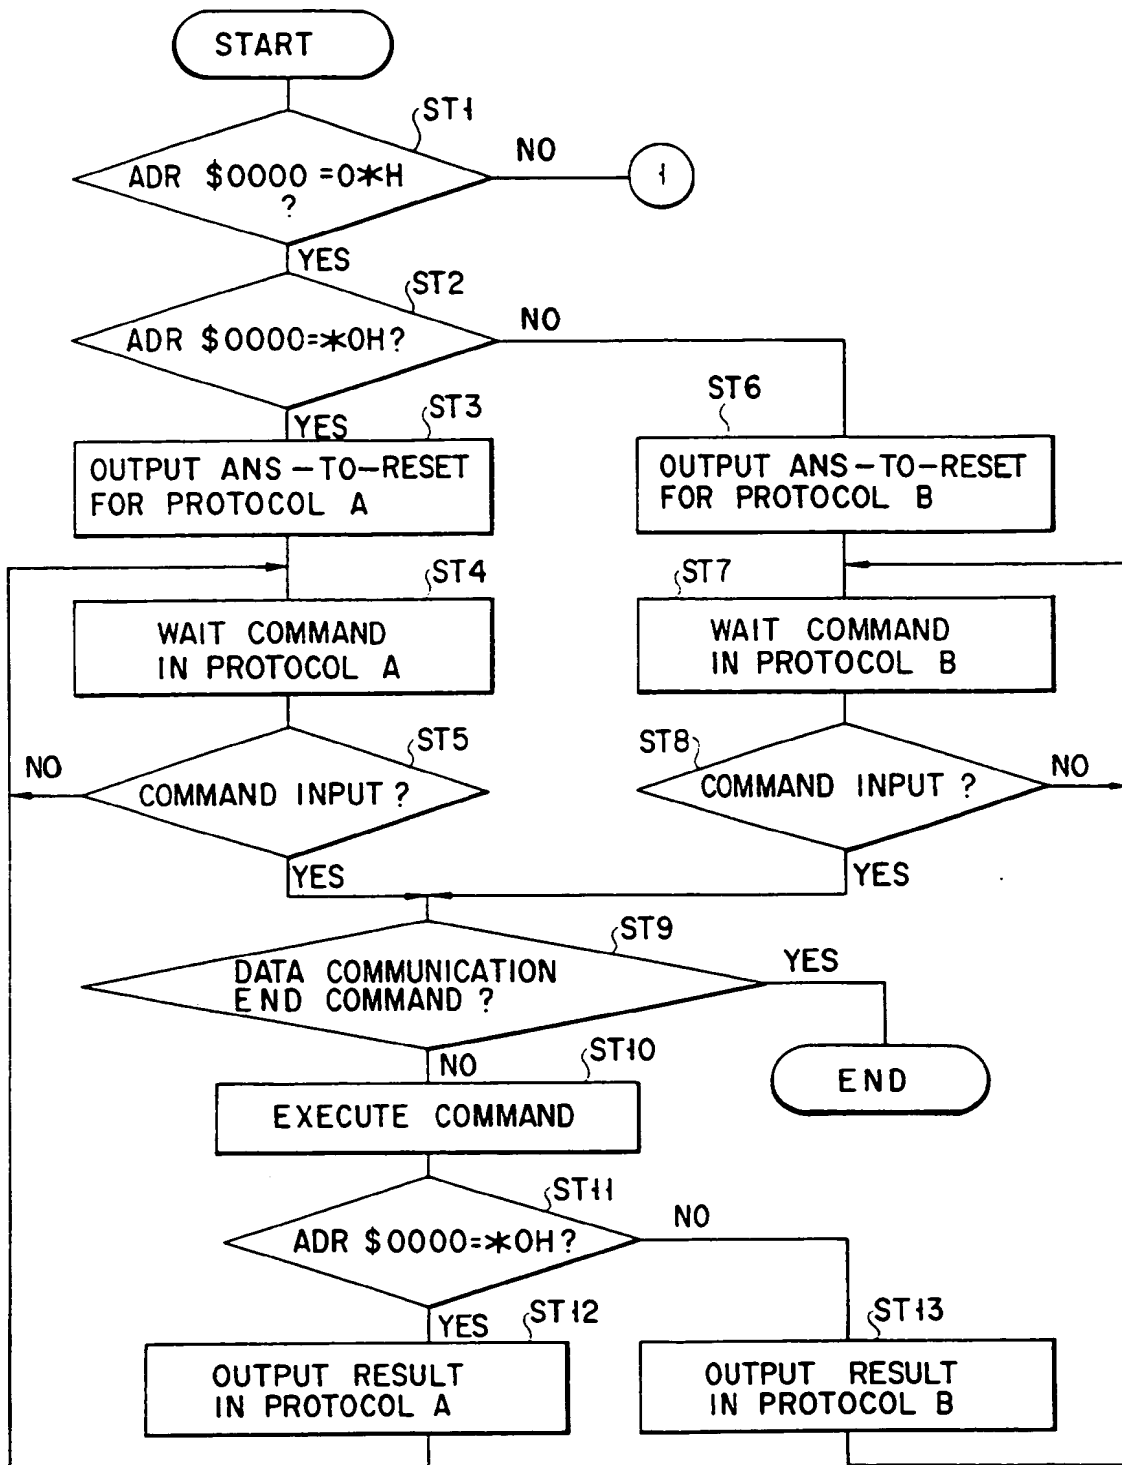 START
ST1
ADR $0000=0*H
?
NO
1
YES
ST2
ADR $0000=*0H?
NO
YES
ST3
OUTPUT ANS-TO-RESET
FOR PROTOCOL A
ST6
OUTPUT ANS-TO-RESET
FOR PROTOCOL B
ST4
WAIT COMMAND
IN PROTOCOL A
ST7
WAIT COMMAND
IN PROTOCOL B
ST5
NO
COMMAND INPUT?
YES
ST8
COMMAND INPUT?
NO
YES
ST9
DATA COMMUNICATION
END COMMAND?
YES
END
NO
ST10
EXECUTE COMMAND
ST11
ADR $0000=*0H?
NO
YES
ST12
OUTPUT RESULT
IN PROTOCOL A
ST13
OUTPUT RESULT
IN PROTOCOL B